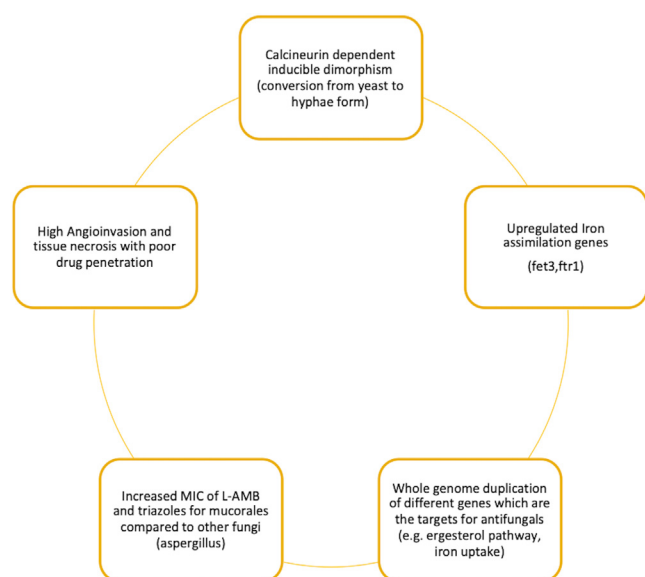 Calcineurin dependent
inducible dimorphism
(conversion from yeast to
hyphae form)
Upregulated Iron
assimilation genes
(fet3,ftr1)
Whole genome duplication
of different genes which are
the targets for antifungals
(e.g. ergesterol pathway,
iron uptake)
Increased MIC of L-AMB
and triazoles for mucorales
compared to other fungi
(aspergillus)
High Angioinvasion and
tissue necrosis with poor
drug penetration